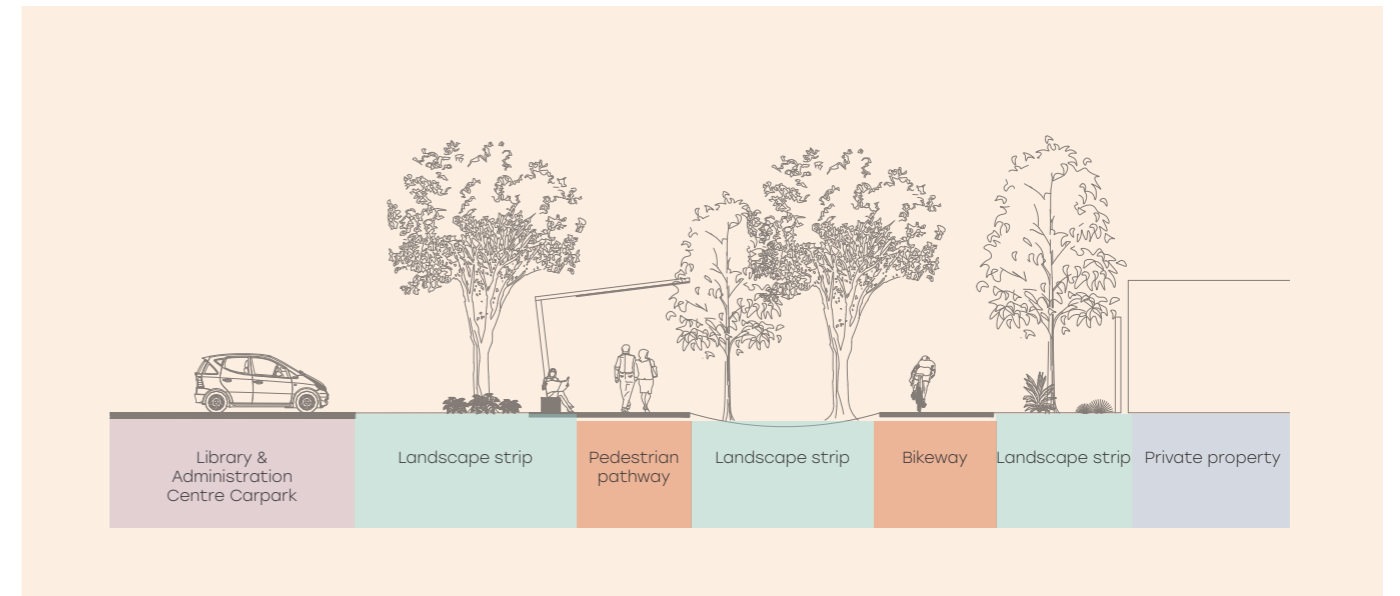 Library &
Administration
Centre Carpark
Landscape strip
Pedestrian
pathway
Landscape strip
Bikeway
Landscape strip
Private property